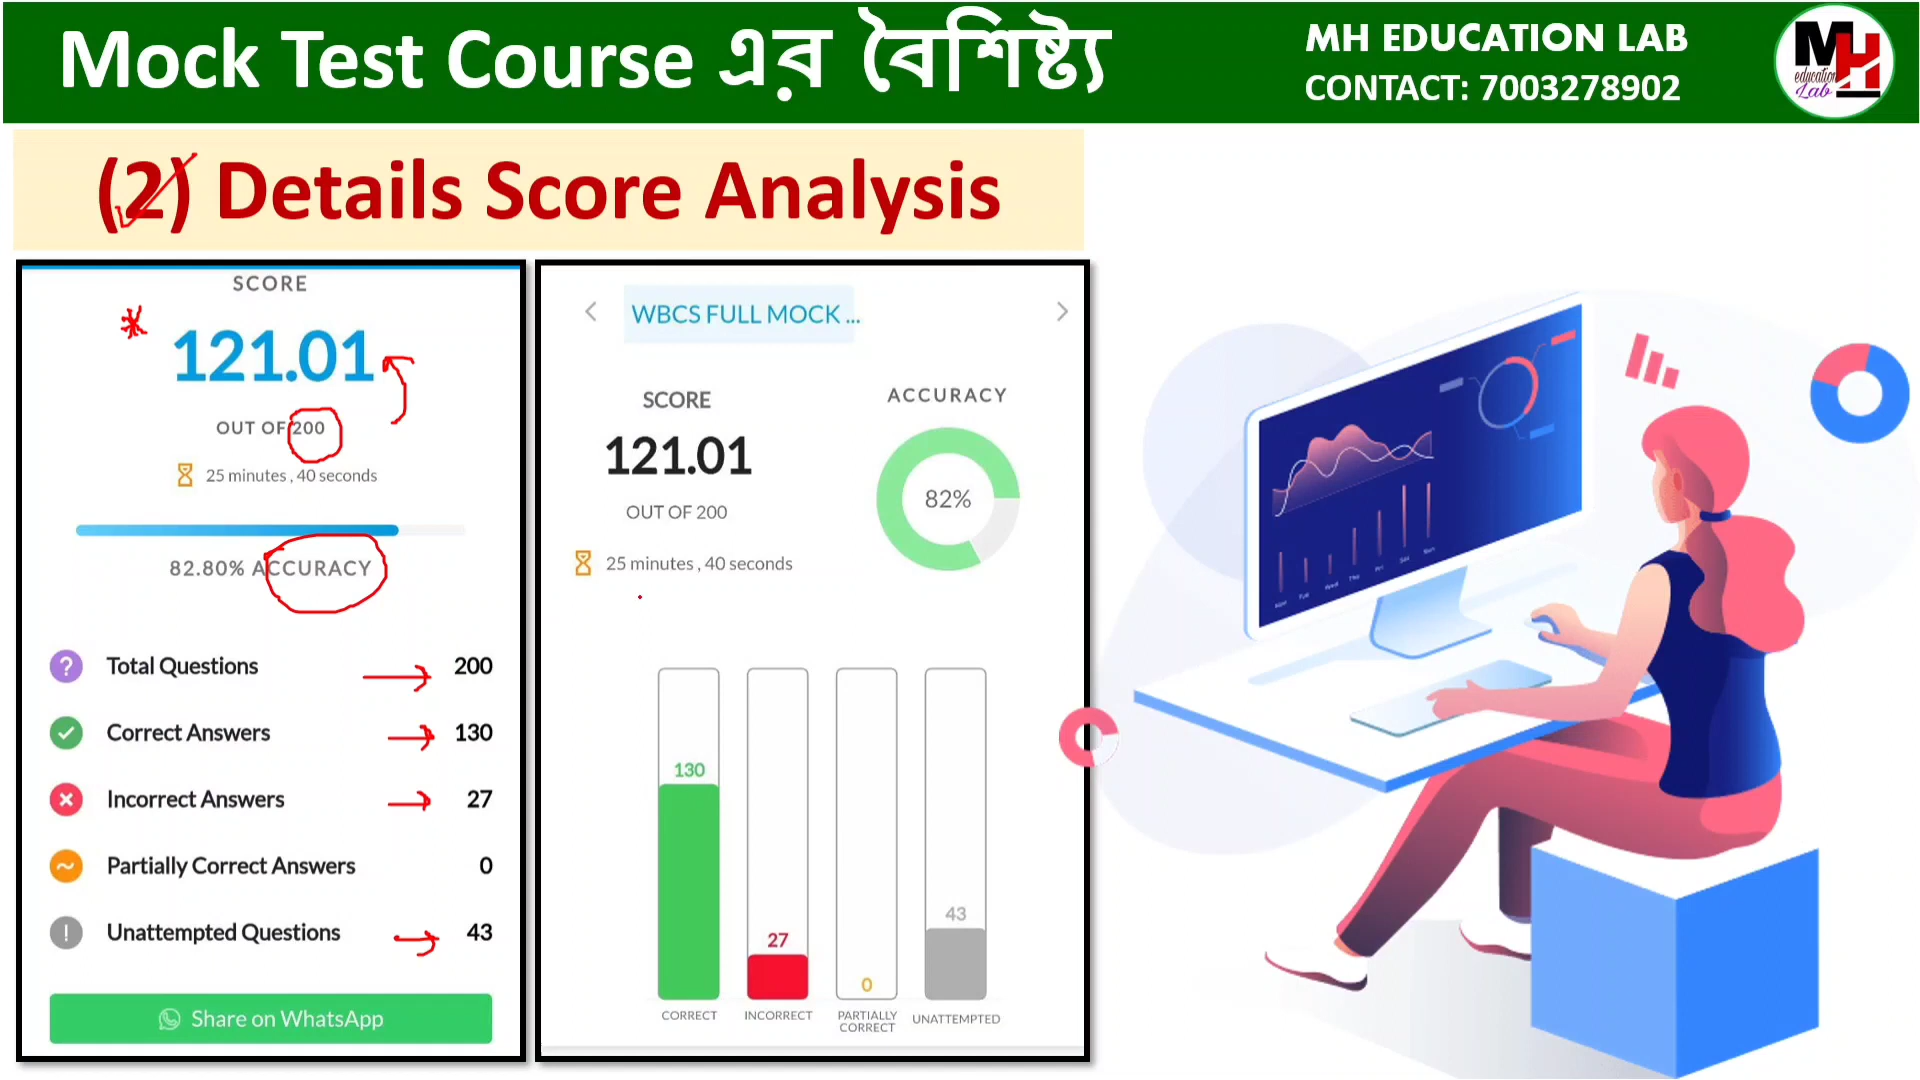 Mock Test Course এর বৈশিষ্ট্য
MH EDUCATION LAB
CONTACT: 7003278902
MH
education
Lab
(2) Details Score Analysis
SCORE
121.01
OUT OF 200
25 minutes , 40 seconds
82.80% ACCURACY
Total Questions 200
Correct Answers 130
Incorrect Answers 27
Partially Correct Answers 0
Unattempted Questions 43
Share on WhatsApp
WBCS FULL MOCK ...
SCORE
121.01
OUT OF 200
25 minutes , 40 seconds
ACCURACY
82%
130
27
0
43
CORRECT
INCORRECT
PARTIALLY
CORRECT
UNATTEMPTED